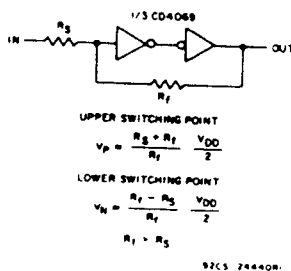 1/3 CD4069
IN
RS
OUT
Rf
UPPER SWITCHING POINT
VP = (RS + Rf) / Rf VDD / 2
LOWER SWITCHING POINT
VN = (Rf - RS) / Rf VDD / 2
Rf > RS
92CS-24440R1